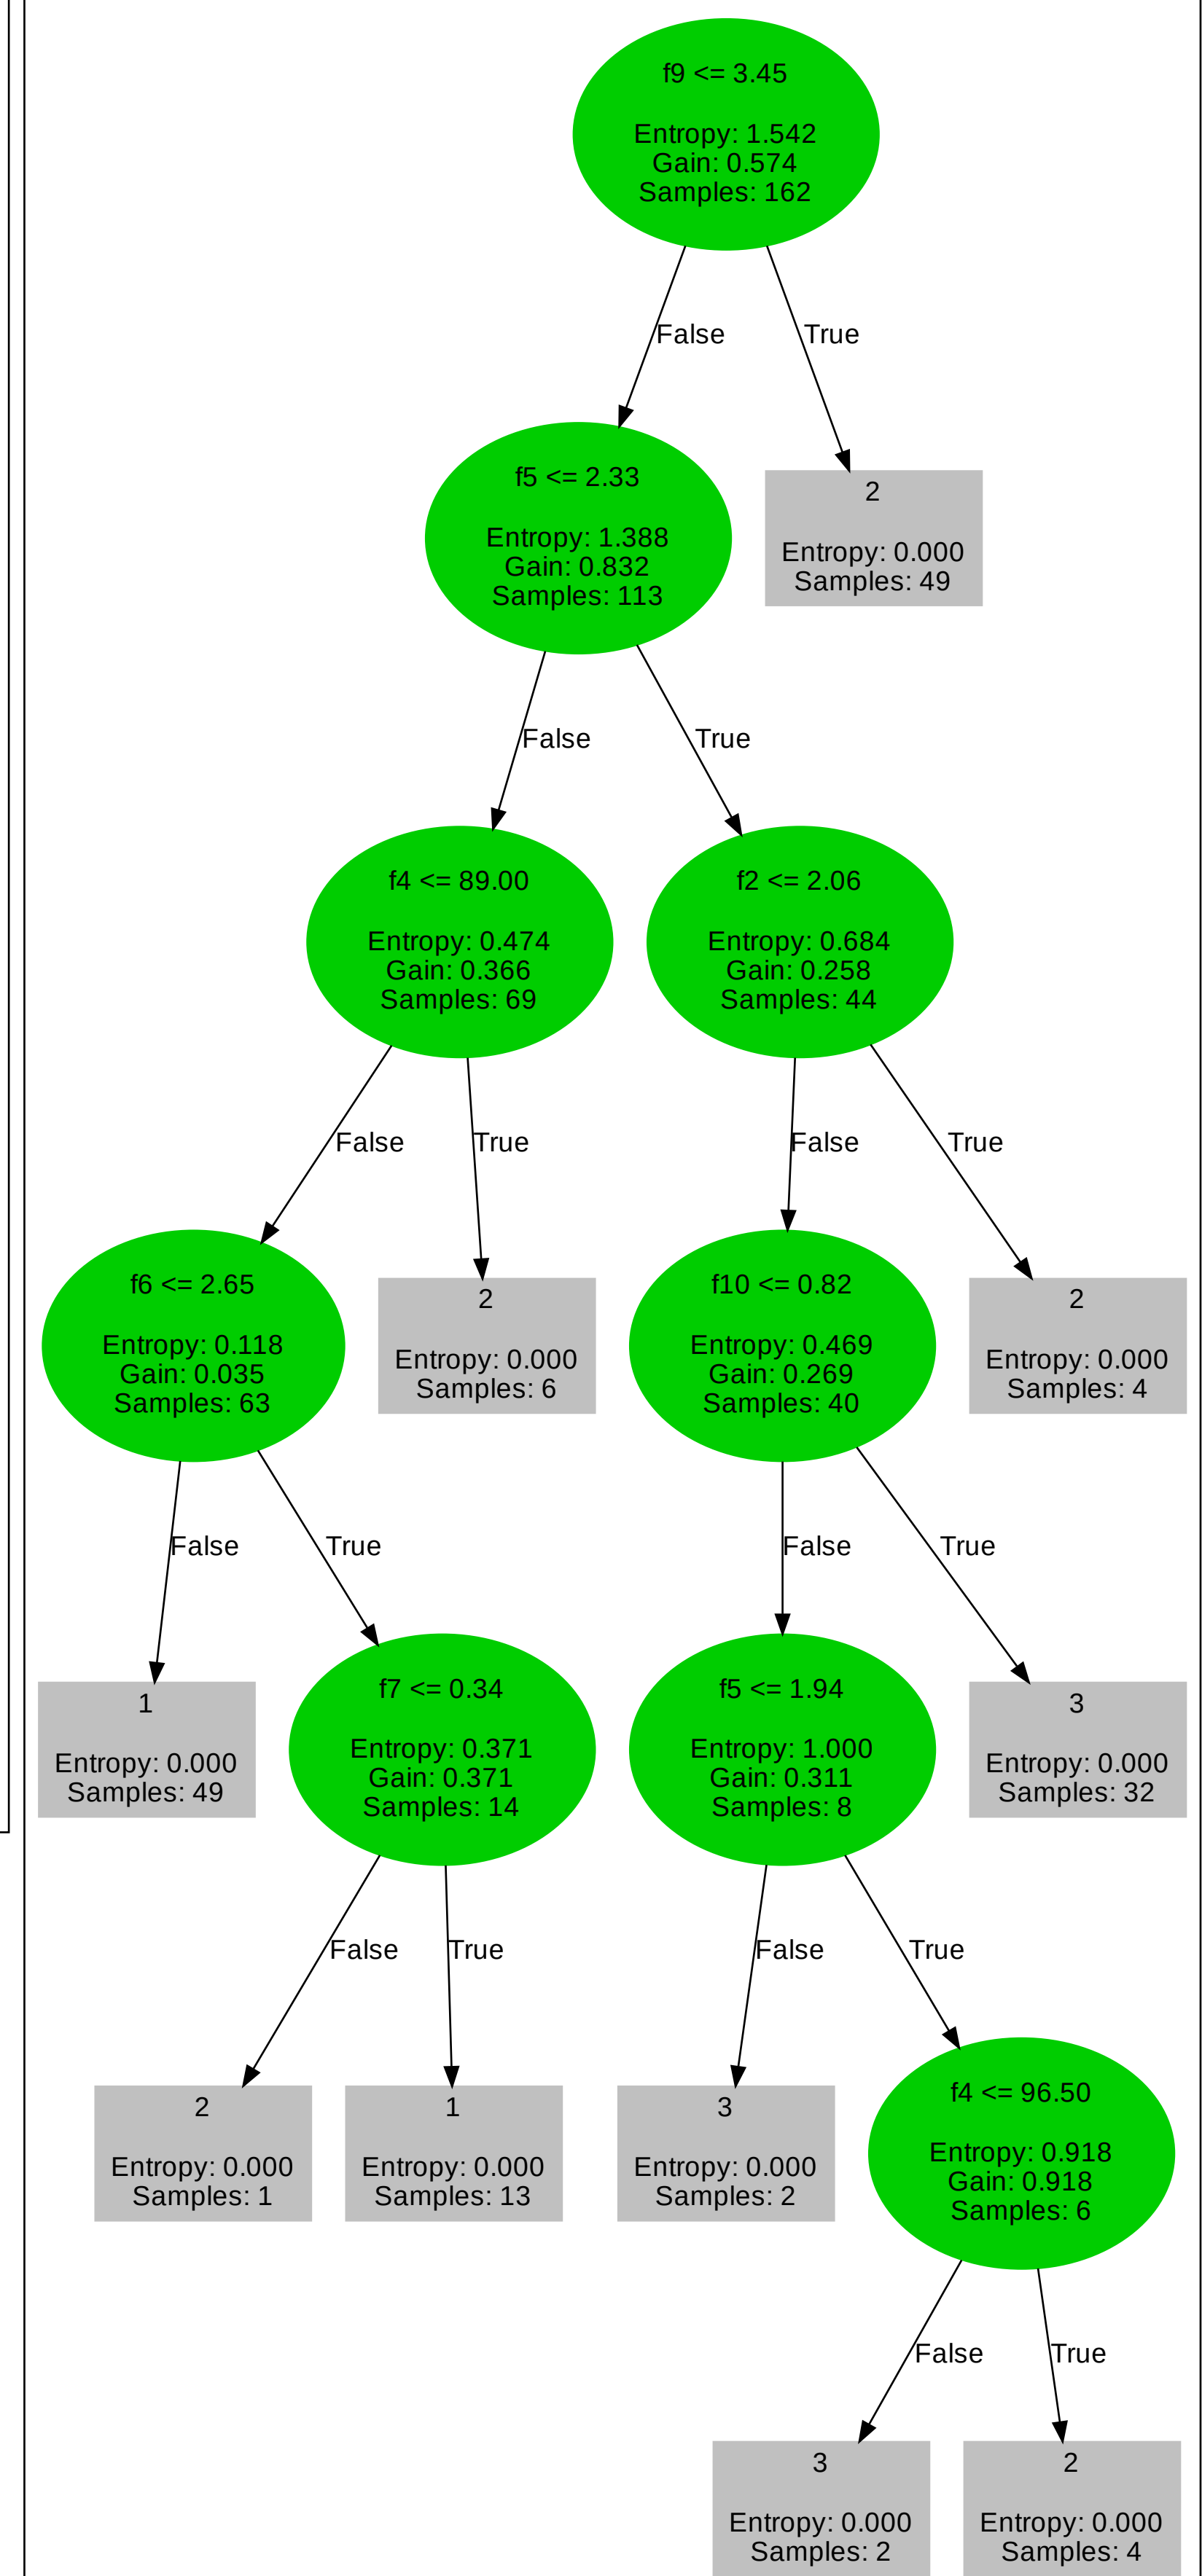 f9 <= 3.45
Entropy: 1.542
Gain: 0.574
Samples: 162
False
True
f5 <= 2.33
Entropy: 1.388
Gain: 0.832
Samples: 113
2
Entropy: 0.000
Samples: 49
False
True
f4 <= 89.00
Entropy: 0.474
Gain: 0.366
Samples: 69
f2 <= 2.06
Entropy: 0.684
Gain: 0.258
Samples: 44
False
True
False
True
f6 <= 2.65
Entropy: 0.118
Gain: 0.035
Samples: 63
2
Entropy: 0.000
Samples: 6
f10 <= 0.82
Entropy: 0.469
Gain: 0.269
Samples: 40
2
Entropy: 0.000
Samples: 4
False
True
False
True
1
Entropy: 0.000
Samples: 49
f7 <= 0.34
Entropy: 0.371
Gain: 0.371
Samples: 14
f5 <= 1.94
Entropy: 1.000
Gain: 0.311
Samples: 8
3
Entropy: 0.000
Samples: 32
False
True
False
True
2
Entropy: 0.000
Samples: 1
1
Entropy: 0.000
Samples: 13
3
Entropy: 0.000
Samples: 2
f4 <= 96.50
Entropy: 0.918
Gain: 0.918
Samples: 6
False
True
3
Entropy: 0.000
Samples: 2
2
Entropy: 0.000
Samples: 4